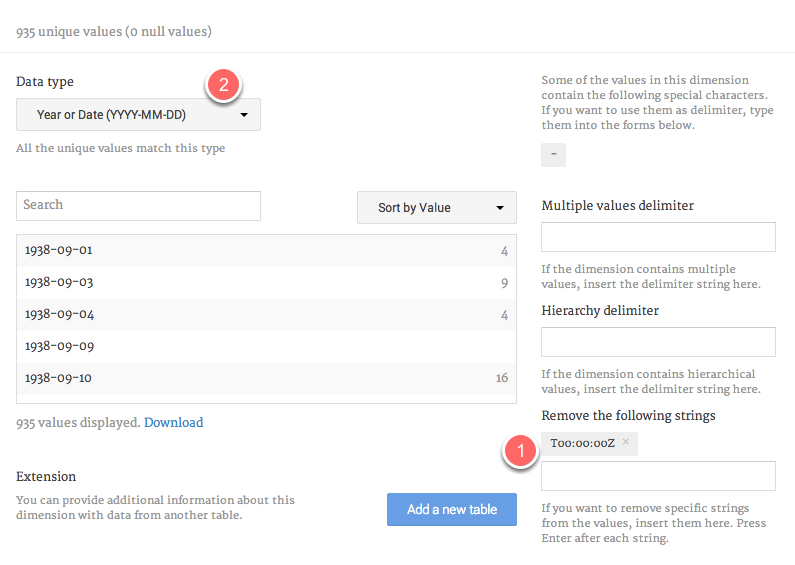 935 unique values (0 null values)
Data type
2
Year or Date (YYYY-MM-DD)
All the unique values match this type
Search
Sort by Value
1938-09-01 4
1938-09-03 9
1938-09-04 4
1938-09-09
1938-09-10 16
935 values displayed. Download
Extension
You can provide additional information about this
dimension with data from another table.
Add a new table
Some of the values in this dimension
contain the following special characters.
If you want to use them as delimiter, type
them into the forms below.
-
Multiple values delimiter
If the dimension contains multiple
values, insert the delimiter string here.
Hierarchy delimiter
If the dimension contains hierarchical
values, insert the delimiter string here.
Remove the following strings
1
T00:00:00Z ×
If you want to remove specific strings
from the values, insert them here. Press
Enter after each string.